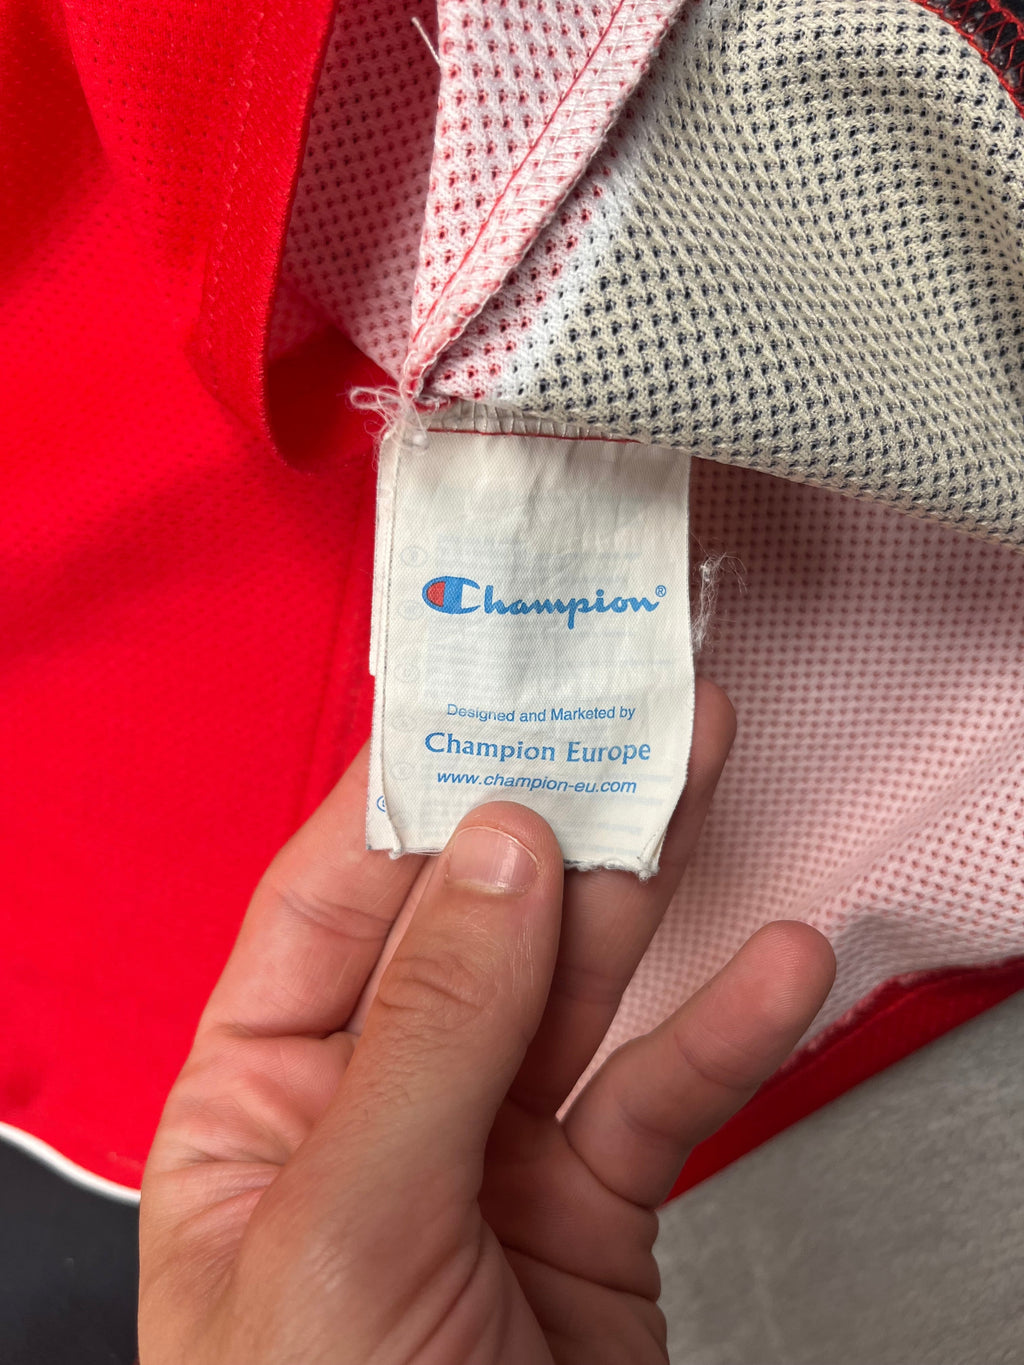 Champion®
Designed and Marketed by
Champion Europe
www.champion-eu.com